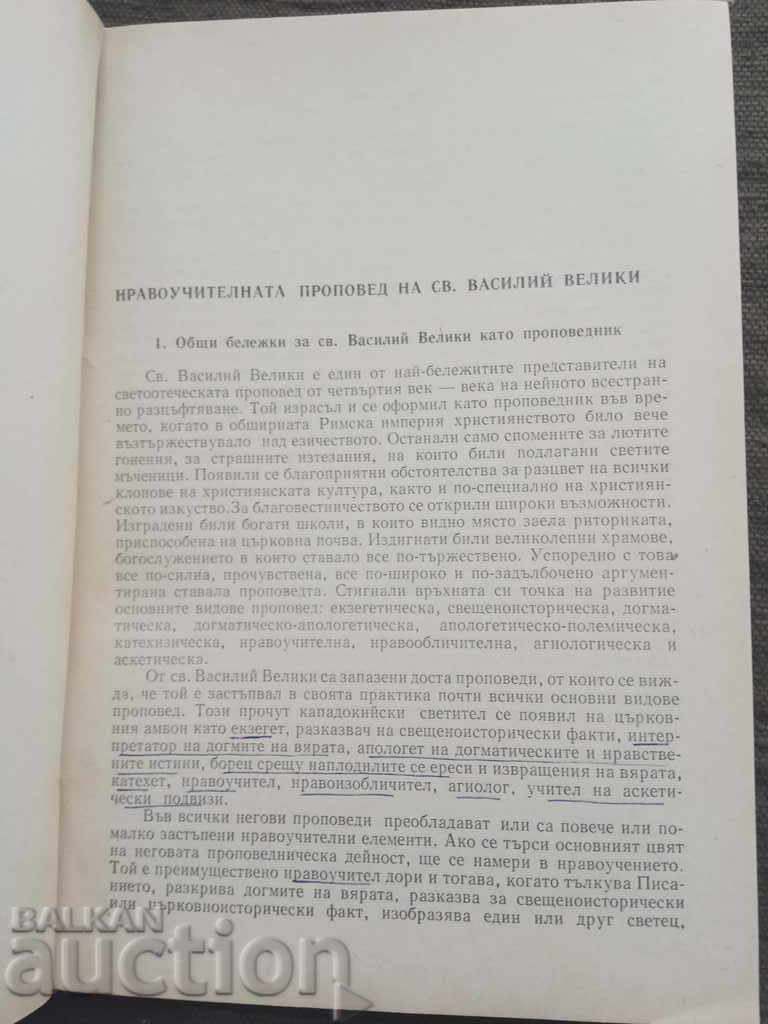 НРАВОУЧИТЕЛНАТА ПРОПОВЕД НА СВ. ВАСИЛИЙ ВЕЛИКИ
1. Общи бележки за св. Василий Велики като проповедник
Св. Василий Велики е един от най-бележитите представители на
светоотеческата проповед от четвъртия век — века на нейното всестран-
но разцъфтяване. Той израсъл и се оформил като проповедник във вре-
мето, когато в обширната Римска империя християнството било вече
възтържествувало над езичеството. Останали само спомените за лютите
гонения, за страшните изтезания, на които били подлагани светите
мъченици. Появили се благоприятни обстоятелства за разцвет на всички
клонове на християнската култура, както и по-специално на християн-
ското изкуство. За благовестничеството се открили широки възможности.
Изградени били богати школи, в които видно място заела риториката,
приспособена на църковна почва. Издигнати били великолепни храмове,
богослужението в които ставало все по-тържествено. Успоредно с това
все по-силна, прочувствена, все по-широко и по-задълбочено аргумен-
тирана ставала проповедта. Стигнали връхната си точка на развитие
основните видове проповед: екзегетическа, свещеноисторическа, догма-
тическа, догматическо-апологетическа, апологетическо-полемическа,
катехизическа, нравоучителна, нравообличителна, агиологическа и
аскетическа.
От св. Василий Велики са запазени доста проповеди, от които се виж-
да, че той е застъпвал в своята практика почти всички основни видове
проповед. Този прочут кападокийски светител се появил на църков-
ния амвон като екзегет, разказвач на свещеноисторически факти, интер-
претатор на догмите на вярата, апологет на догматическите и нравстве-
ните истини, борец срещу наплодилите се ереси и извращения на вярата,
катехет, нравоучител, нравоизобличител, агиолог, учител на аскети-
чески подвизи.
Във всички негови проповеди преобладават или са повече или по-
малко застъпени нравоучителни елементи. Ако се търси основният цвят
на неговата проповедническа дейност, ще се намери в нравоучението.
Той е преимуществено нравоучител дори и тогава, когато тълкува Писа-
нието, разкрива догмите на вярата, разказва за свещеноисторически
или църковноисторически факт, изобразява един или друг светец,
BALKAN
auction